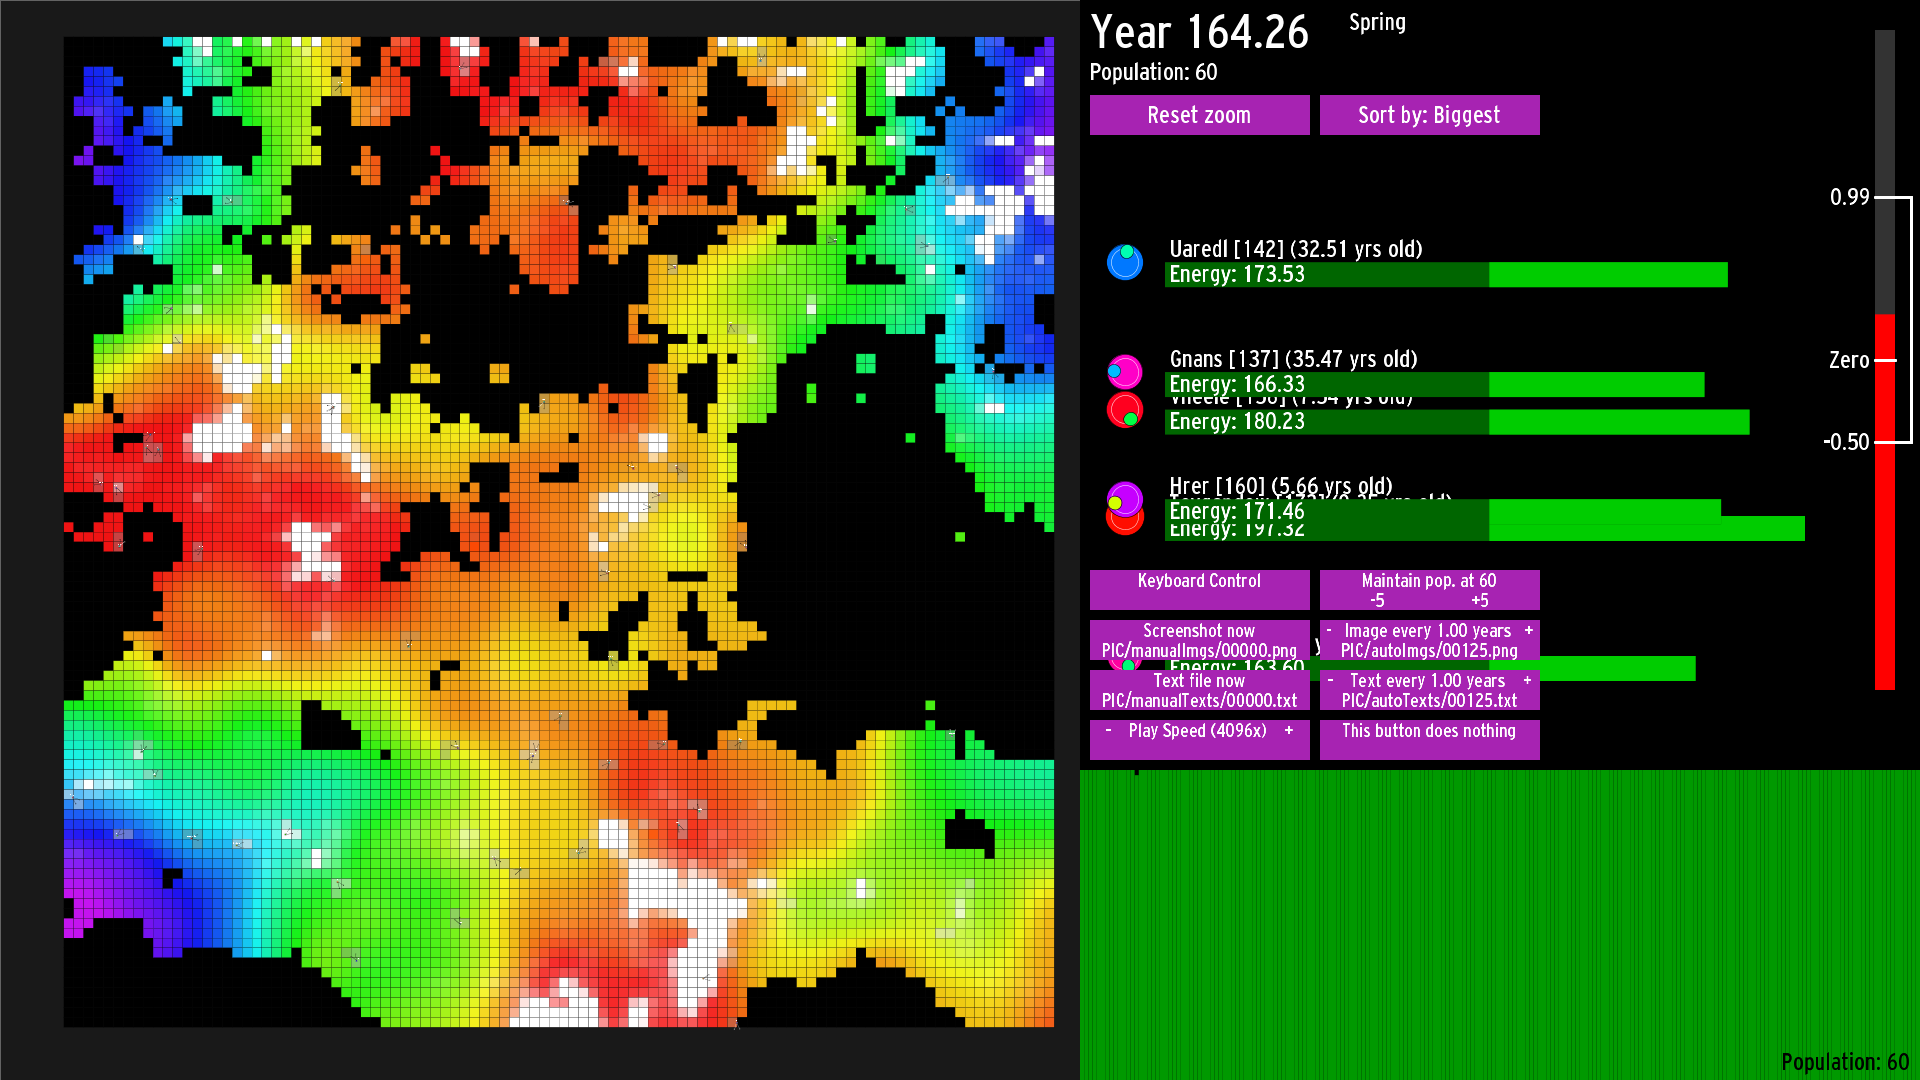 Year 164.26
Spring
Population: 60
Reset zoom
Sort by: Biggest
0.99
Uaredl [142] (32.51 yrs old)
Energy: 173.53
Zero
Gnans [137] (35.47 yrs old)
Energy: 166.33
Energy: 180.23
-0.50
Hrer [160] (5.66 yrs old)
Energy: 171.46
Energy: 197.32
Keyboard Control
Maintain pop. at 60
-5 +5
Screenshot now
PIC/manualImgs/00000.png
- Image every 1.00 years +
PIC/autoImgs/00125.png
Energy: 163.60
Text file now
PIC/manualTexts/00000.txt
- Text every 1.00 years +
PIC/autoTexts/00125.txt
- Play Speed (4096x) +
This button does nothing
Population: 60